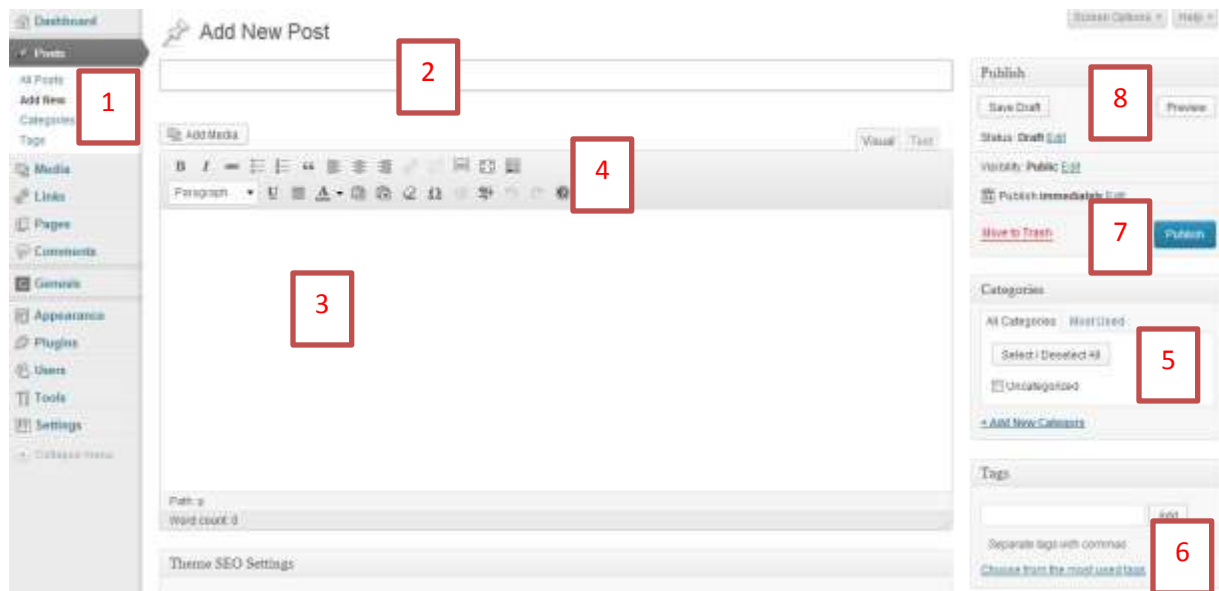 Dashboard
Posts
All Posts
Add New
Categories
Tags
Media
Links
Pages
Comments
Genesis
Appearance
Plugins
Users
Tools
Settings
Collapse menu
1
Add New Post
2
Add Media
Visual Text
B I
Paragraph U A Ω
4
3
Path: p
Word count: 0
Theme SEO Settings
Screen Options Help
Publish
Save Draft Preview
8
Status: Draft Edit
Visibility: Public Edit
Publish immediately Edit
Move to Trash Publish
7
Categories
All Categories Most Used
Select / Deselect All
5
Uncategorized
+ Add New Category
Tags
Add
Separate tags with commas
6
Choose from the most used tags